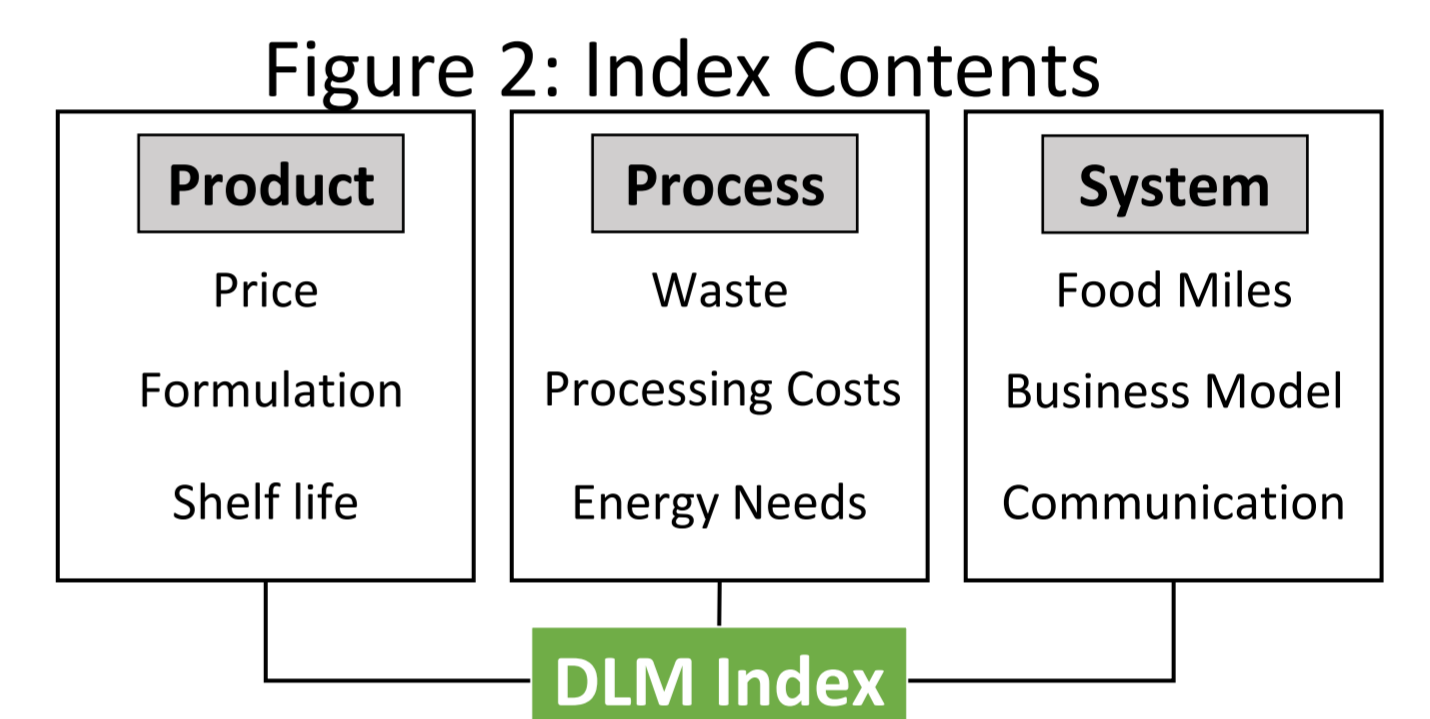 Figure 2: Index Contents
Product
Price
Formulation
Shelf life
Process
Waste
Processing Costs
Energy Needs
System
Food Miles
Business Model
Communication
DLM Index